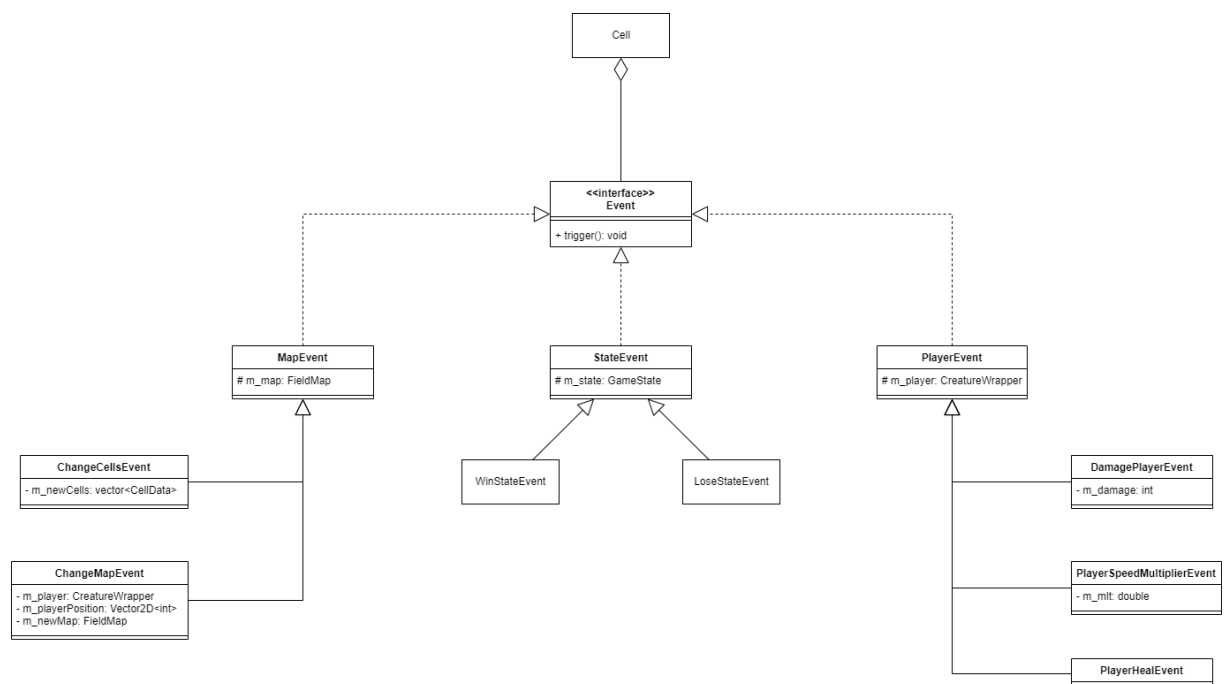 Cell
<<interface>>
Event
+ trigger(): void
MapEvent
# m_map: FieldMap
StateEvent
# m_state: GameState
PlayerEvent
# m_player: CreatureWrapper
ChangeCellsEvent
- m_newCells: vector<CellData>
WinStateEvent
LoseStateEvent
DamagePlayerEvent
- m_damage: int
ChangeMapEvent
- m_player: CreatureWrapper
- m_playerPosition: Vector2D<int>
- m_newMap: FieldMap
PlayerSpeedMultiplierEvent
- m_mlt: double
PlayerHealEvent